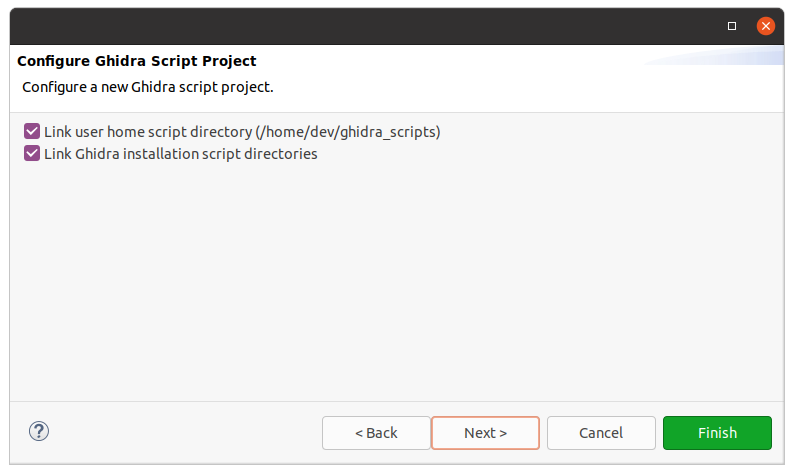 Configure Ghidra Script Project
Configure a new Ghidra script project.
Link user home script directory (/home/dev/ghidra_scripts)
Link Ghidra installation script directories
?
< Back
Next >
Cancel
Finish